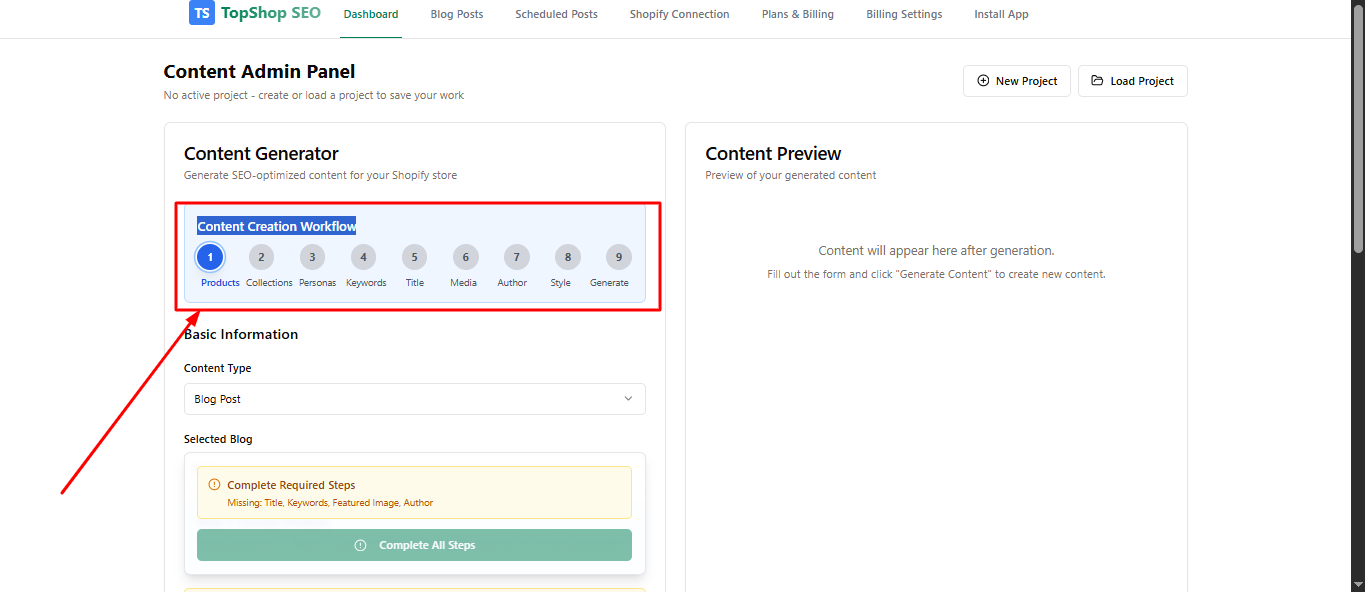 TS TopShop SEO Dashboard Blog Posts Scheduled Posts Shopify Connection Plans & Billing Billing Settings Install App
Content Admin Panel
No active project - create or load a project to save your work
New Project Load Project
Content Generator
Generate SEO-optimized content for your Shopify store
Content Creation Workflow
1 2 3 4 5 6 7 8 9
Products Collections Personas Keywords Title Media Author Style Generate
Basic Information
Content Type
Blog Post
Selected Blog
Complete Required Steps
Missing: Title, Keywords, Featured Image, Author
Complete All Steps
Content Preview
Preview of your generated content
Content will appear here after generation.
Fill out the form and click "Generate Content" to create new content.